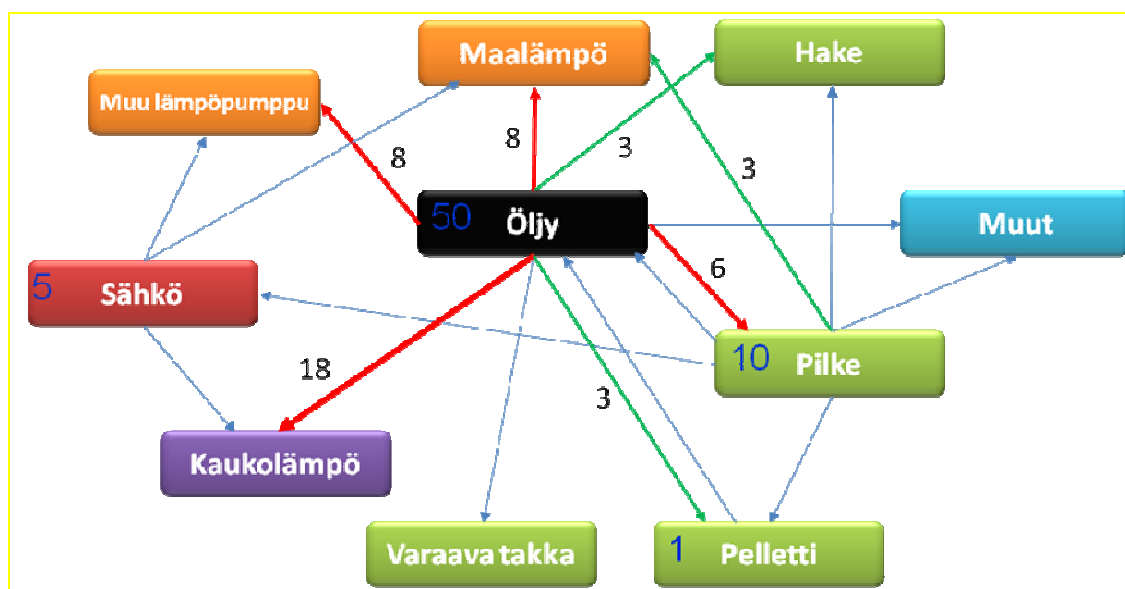 Maalämpö
Hake
Muu lämpöpumppu
8
8
3
3
50 Öljy
Muut
6
5 Sähkö
10 Pilke
18
3
Kaukolämpö
Varaava takka
1 Pelletti